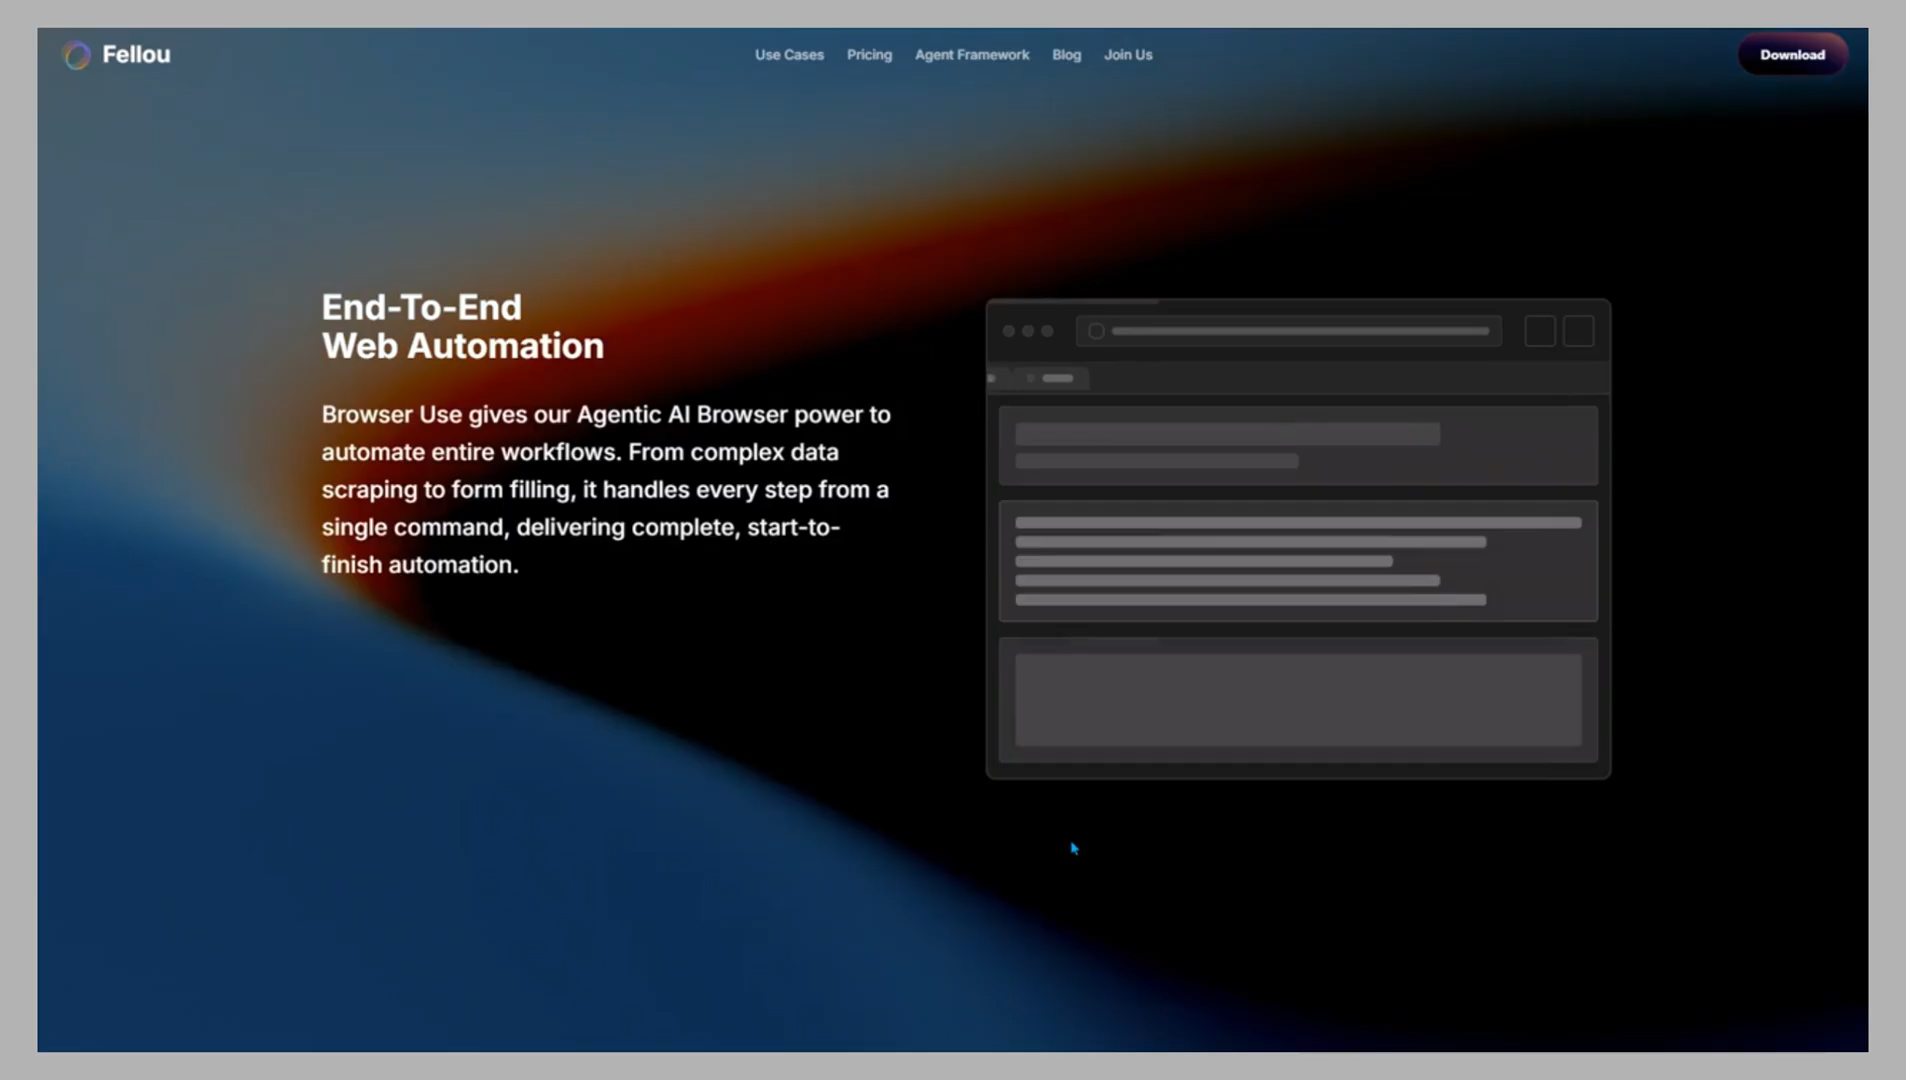 Fellou
Use Cases
Pricing
Agent Framework
Blog
Join Us
Download
End-To-End
Web Automation
Browser Use gives our Agentic AI Browser power to
automate entire workflows. From complex data
scraping to form filling, it handles every step from a
single command, delivering complete, start-to-
finish automation.